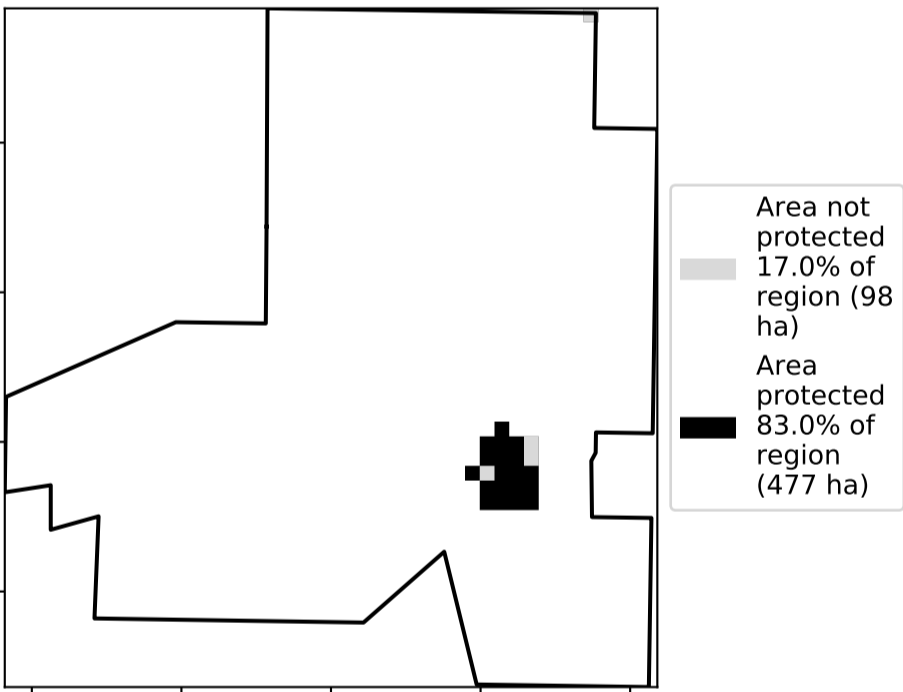 Area not
protected
17.0% of
region (98
ha)
Area
protected
83.0% of
region
(477 ha)